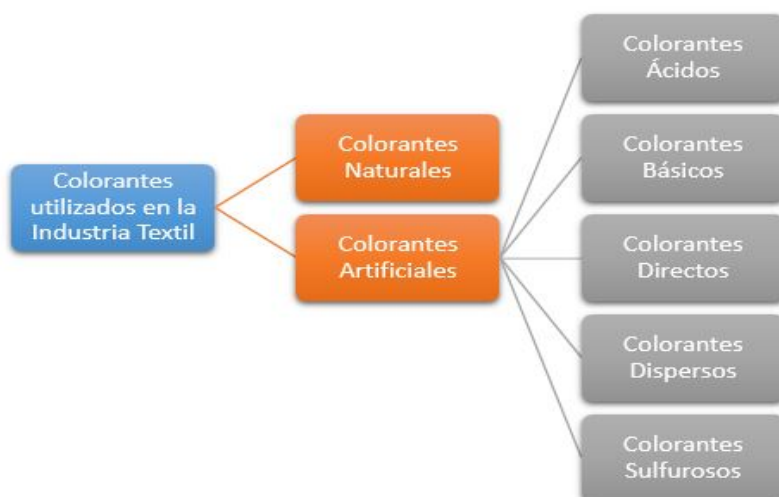 Colorantes
utilizados en la
Industria Textil
Colorantes
Naturales
Colorantes
Artificiales
Colorantes
Ácidos
Colorantes
Básicos
Colorantes
Directos
Colorantes
Dispersos
Colorantes
Sulfurosos